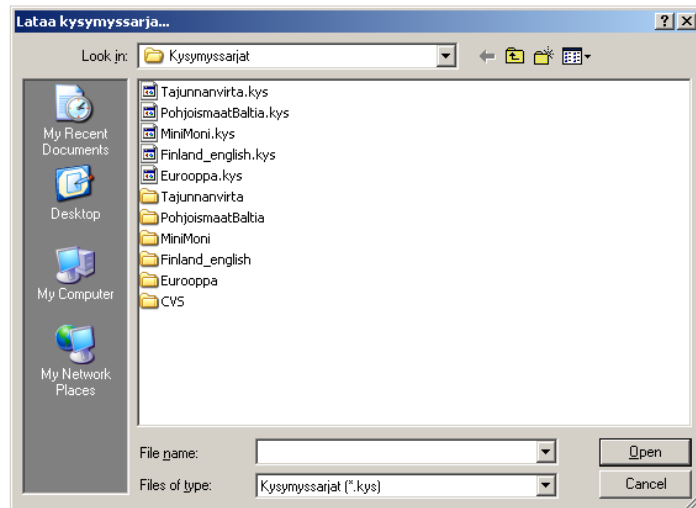 Lataa kysymyssarja...
Look in: Kysymyssarjat
My Recent Documents
Desktop
My Computer
My Network Places
Tajunnanvirta.kys
PohjoismaatBaltia.kys
MiniMoni.kys
Finland_english.kys
Eurooppa.kys
Tajunnanvirta
PohjoismaatBaltia
MiniMoni
Finland_english
Eurooppa
CVS
File name:
Open
Files of type: Kysymyssarjat (*.kys)
Cancel